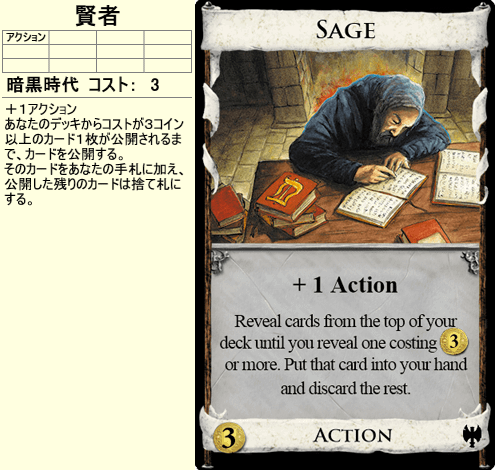 賢者
アクション
暗黒時代 コスト： 3
＋１アクション
あなたのデッキからコストが３コイン
以上のカード１枚が公開されるま
で、カードを公開する。
そのカードをあなたの手札に加え、
公開した残りのカードは捨て札に
する。
SAGE
+ 1 Action
Reveal cards from the top of your
deck until you reveal one costing 3
or more. Put that card into your hand
and discard the rest.
3 ACTION